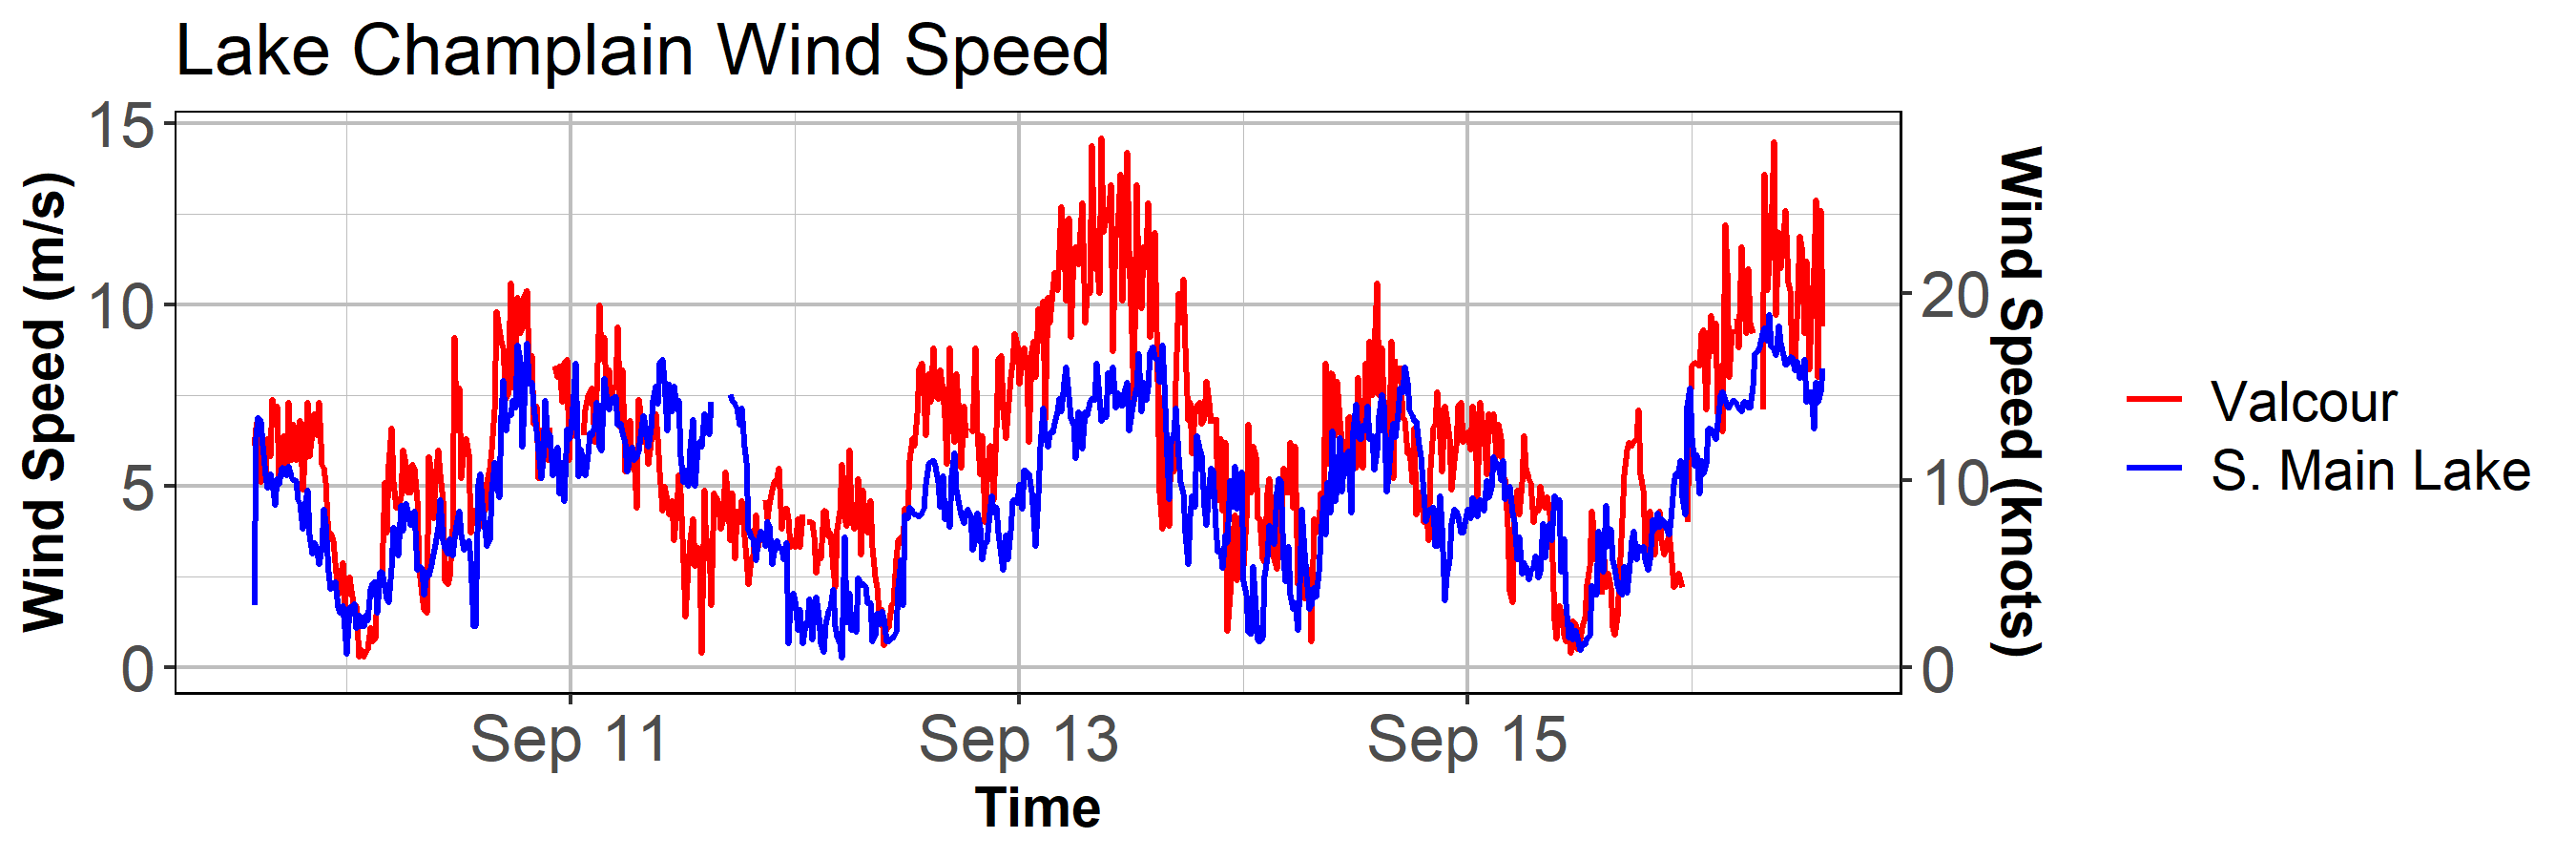 Lake Champlain Wind Speed
15
10
5
0
Wind Speed (m/s)
20
10
0
Wind Speed (knots)
Sep 11
Sep 13
Sep 15
Time
Valcour
S. Main Lake